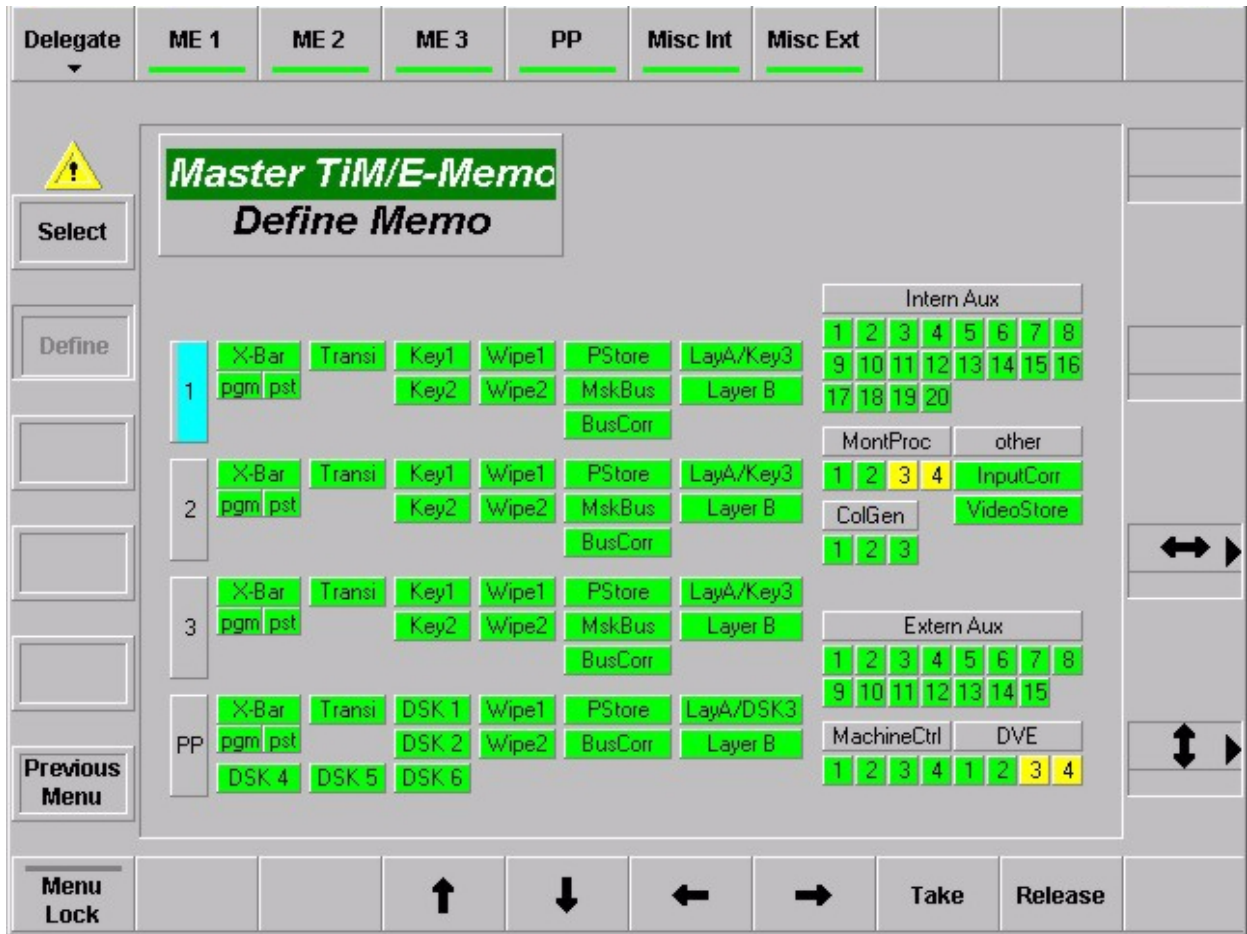 Delegate ME 1 ME 2 ME 3 PP Misc Int Misc Ext
!
Select
Define
Previous
Menu
Menu
Lock
Master TiM/E-Memo
Define Memo
1
X-Bar Transi Key1 Wipe1 PStore LayA/Key3
pgm pst Key2 Wipe2 MskBus Layer B
BusCorr
2
X-Bar Transi Key1 Wipe1 PStore LayA/Key3
pgm pst Key2 Wipe2 MskBus Layer B
BusCorr
3
X-Bar Transi Key1 Wipe1 PStore LayA/Key3
pgm pst Key2 Wipe2 MskBus Layer B
BusCorr
PP
X-Bar Transi DSK 1 Wipe1 PStore LayA/DSK3
pgm pst DSK 2 Wipe2 BusCorr Layer B
DSK 4 DSK 5 DSK 6
Intern Aux
1 2 3 4 5 6 7 8
9 10 11 12 13 14 15 16
17 18 19 20
MontProc other
1 2 3 4 InputCorr
ColGen VideoStore
1 2 3
Extern Aux
1 2 3 4 5 6 7 8
9 10 11 12 13 14 15
MachineCtrl DVE
1 2 3 4 1 2 3 4
Take Release